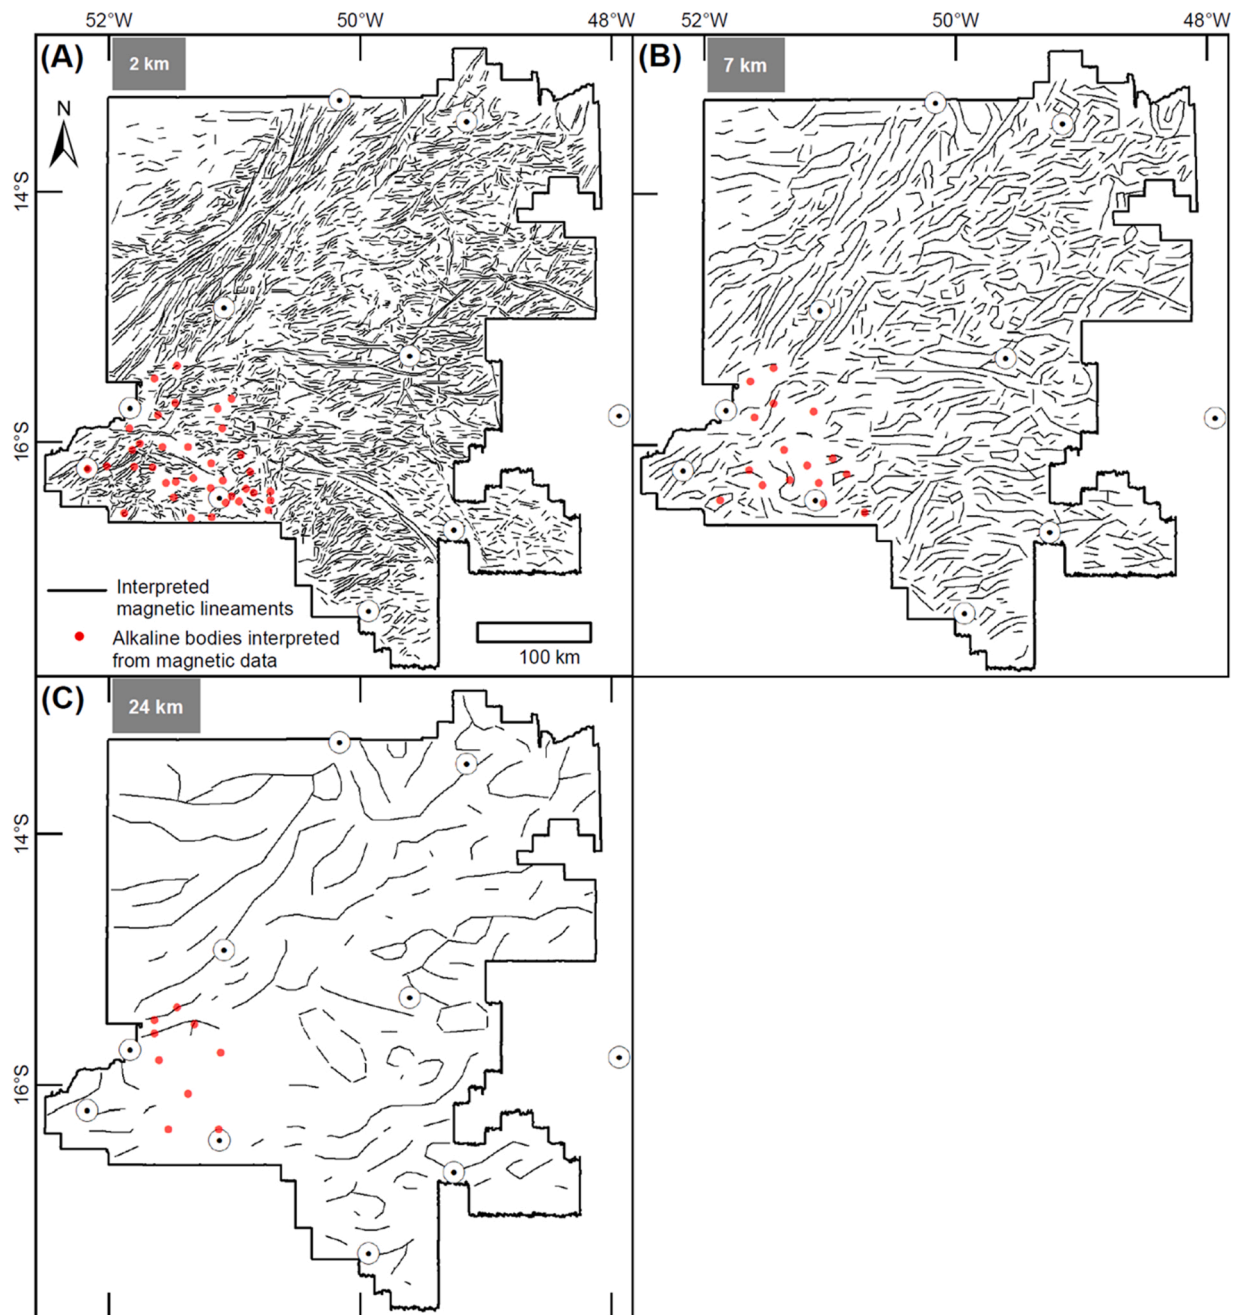 52°W 50°W 48°W 52°W 50°W 48°W
(A) 2 km (B) 7 km
N
14°S
16°S
Interpreted
magnetic lineaments
Alkaline bodies interpreted
from magnetic data
100 km
(C) 24 km
14°S
16°S